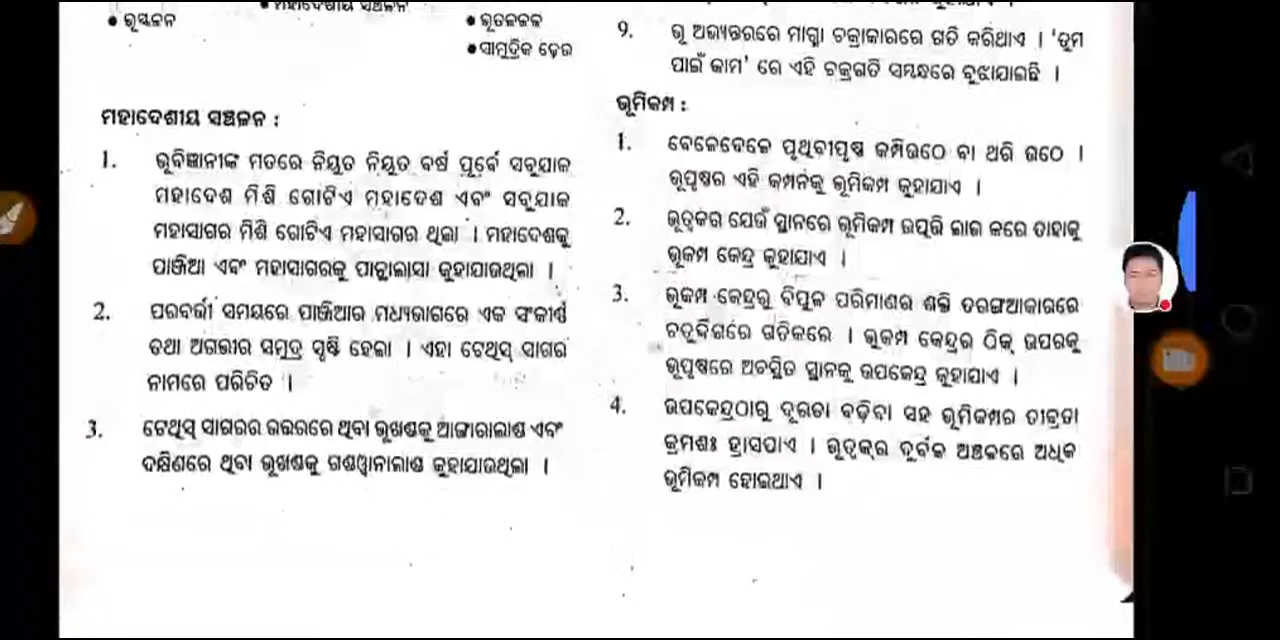 • ଭୂସ୍ଖଳନ
• ମହାଦେଶୀୟ ସଞ୍ଚଳନ
• ଭୂତଳଜଳ
• ସାମୁଦ୍ରିକ ଢ଼େଉ
ମହାଦେଶୀୟ ସଞ୍ଚଳନ :
1. ଭୂବିଜ୍ଞାନୀଙ୍କ ମତରେ ନିୟୁତ ନିୟୁତ ବର୍ଷ ପୂର୍ବେ ସବୁଯାକ
ମହାଦେଶ ମିଶି ଗୋଟିଏ ମହାଦେଶ ଏବଂ ସବୁଯାକ
ମହାସାଗର ମିଶି ଗୋଟିଏ ମହାସାଗର ଥିଲା । ମହାଦେଶକୁ
ପାଞ୍ଜିଆ ଏବଂ ମହାସାଗରକୁ ପାନ୍ଥାଲାସା କୁହାଯାଉଥିଲା ।
2. ପରବର୍ତ୍ତୀ ସମୟରେ ପାଞ୍ଜିଆର ମଧ୍ୟଭାଗରେ ଏକ ସଂକୀର୍ଣ୍ଣ
ତଥା ଅଗଭୀର ସମୁଦ୍ର ସୃଷ୍ଟି ହେଲା । ଏହା ଟେଥିସ୍ ସାଗର
ନାମରେ ପରିଚିତ ।
3. ଟେଥିସ୍ ସାଗରର ଉତ୍ତରରେ ଥିବା ଭୂଖଣ୍ଡକୁ ଆଙ୍ଗାରାଲାଣ୍ଡ ଏବଂ
ଦକ୍ଷିଣରେ ଥିବା ଭୂଖଣ୍ଡକୁ ଗଣ୍ଡୱାନାଲାଣ୍ଡ କୁହାଯାଉଥିଲା ।
9. ଭୂ ଅଭ୍ୟନ୍ତରରେ ମାଗ୍ମା ଚକ୍ରାକାରରେ ଗତି କରିଥାଏ । 'ତୁମ
ପାଇଁ କାମ' ରେ ଏହି ଚକ୍ରଗତି ସମ୍ବନ୍ଧରେ ବୁଝାଯାଇଛି ।
ଭୂମିକମ୍ପ :
1. ବେଳେବେଳେ ପୃଥିବୀପୃଷ୍ଠ କମ୍ପିଉଠେ ବା ଥରି ଉଠେ ।
ଭୂପୃଷ୍ଠର ଏହି କମ୍ପନକୁ ଭୂମିକମ୍ପ କୁହାଯାଏ ।
2. ଭୂତ୍ୱକର ଯେଉଁ ସ୍ଥାନରେ ଭୂମିକମ୍ପ ଉତ୍ପତ୍ତି ଲାଭ କରେ ତାହାକୁ
ଭୂକମ୍ପ କେନ୍ଦ୍ର କୁହାଯାଏ ।
3. ଭୂକମ୍ପ କେନ୍ଦ୍ରରୁ ବିପୁଳ ପରିମାଣର ଶକ୍ତି ତରଙ୍ଗଆକାରରେ
ଚତୁର୍ଦ୍ଦିଗରେ ଗତିକରେ । ଭୂକମ୍ପ କେନ୍ଦ୍ରର ଠିକ୍ ଉପରକୁ
ଭୂପୃଷ୍ଠରେ ଅବସ୍ଥିତ ସ୍ଥାନକୁ ଉପକେନ୍ଦ୍ର କୁହାଯାଏ ।
4. ଉପକେନ୍ଦ୍ରଠାରୁ ଦୂରତା ବଢ଼ିବା ସହ ଭୂମିକମ୍ପର ତୀବ୍ରତା
କ୍ରମଶଃ ହ୍ରାସପାଏ । ଭୂତ୍ୱକ୍‌ର ଦୁର୍ବଳ ଅଞ୍ଚଳରେ ଅଧିକ
ଭୂମିକମ୍ପ ହୋଇଥାଏ ।